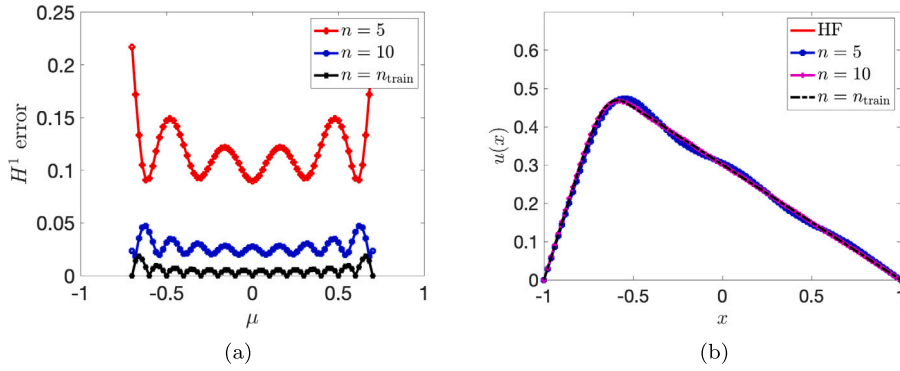 n = 5
n = 10
n = n_train
0.25
0.2
0.15
0.1
0.05
0
H¹ error
-1
-0.5
0
0.5
1
μ
(a)
HF
n = 5
n = 10
n = n_train
0.6
0.5
0.4
0.3
0.2
0.1
0
u(x)
-1
-0.5
0
0.5
1
x
(b)